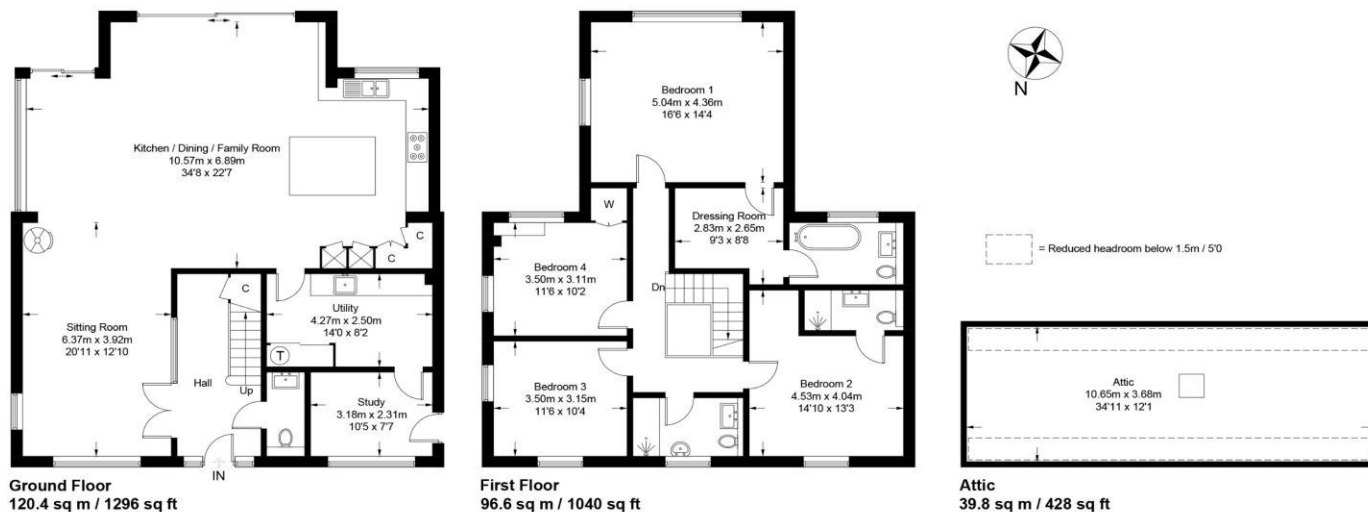 Kitchen / Dining / Family Room
10.57m x 6.89m
34'8 x 22'7
C
C
C
Utility
4.27m x 2.50m
14'0 x 8'2
T
Sitting Room
6.37m x 3.92m
20'11 x 12'10
Hall
Up
Study
3.18m x 2.31m
10'5 x 7'7
IN
Ground Floor
120.4 sq m / 1296 sq ft
Bedroom 1
5.04m x 4.36m
16'6 x 14'4
W
Dressing Room
2.83m x 2.65m
9'3 x 8'8
Bedroom 4
3.50m x 3.11m
11'6 x 10'2
Dn
Bedroom 3
3.50m x 3.15m
11'6 x 10'4
Bedroom 2
4.53m x 4.04m
14'10 x 13'3
First Floor
96.6 sq m / 1040 sq ft
N
= Reduced headroom below 1.5m / 5'0
Attic
10.65m x 3.68m
34'11 x 12'1
Attic
39.8 sq m / 428 sq ft